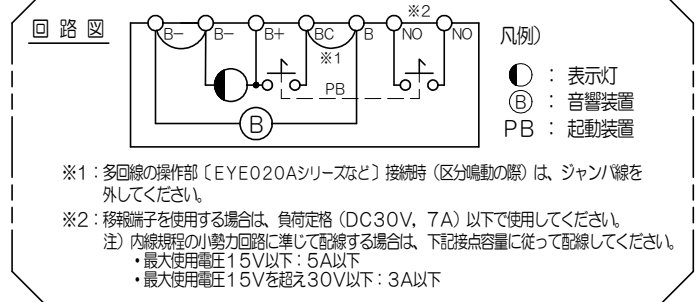 回路図
※2
B- B- B+ BC B NO NO
※1
PB
B
凡例)
：表示灯
B：音響装置
PB：起動装置
※1：多回線の操作部〔EYE020Aシリーズなど〕接続時（区分鳴動の際）は、ジャンパ線を
外してください。
※2：移報端子を使用する場合は、負荷定格（DC30V，7A）以下で使用してください。
注）内線規程の小勢力回路に準じて配線する場合は、下記接点容量に従って配線してください。
・最大使用電圧15V以下：5A以下
・最大使用電圧15Vを超え30V以下：3A以下